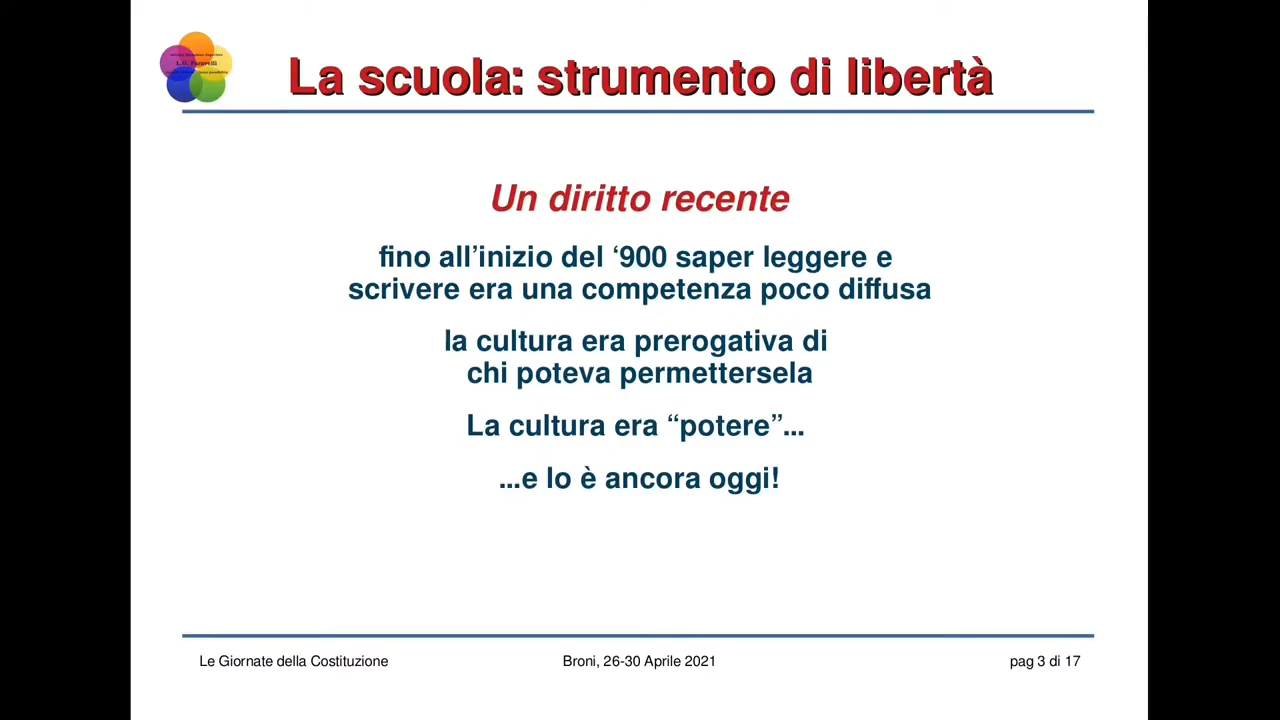 L.G. Faravelli
La scuola: strumento di libertà
Un diritto recente
fino all’inizio del ‘900 saper leggere e
scrivere era una competenza poco diffusa
la cultura era prerogativa di
chi poteva permettersela
La cultura era “potere”...
...e lo è ancora oggi!
Le Giornate della Costituzione
Broni, 26-30 Aprile 2021
pag 3 di 17